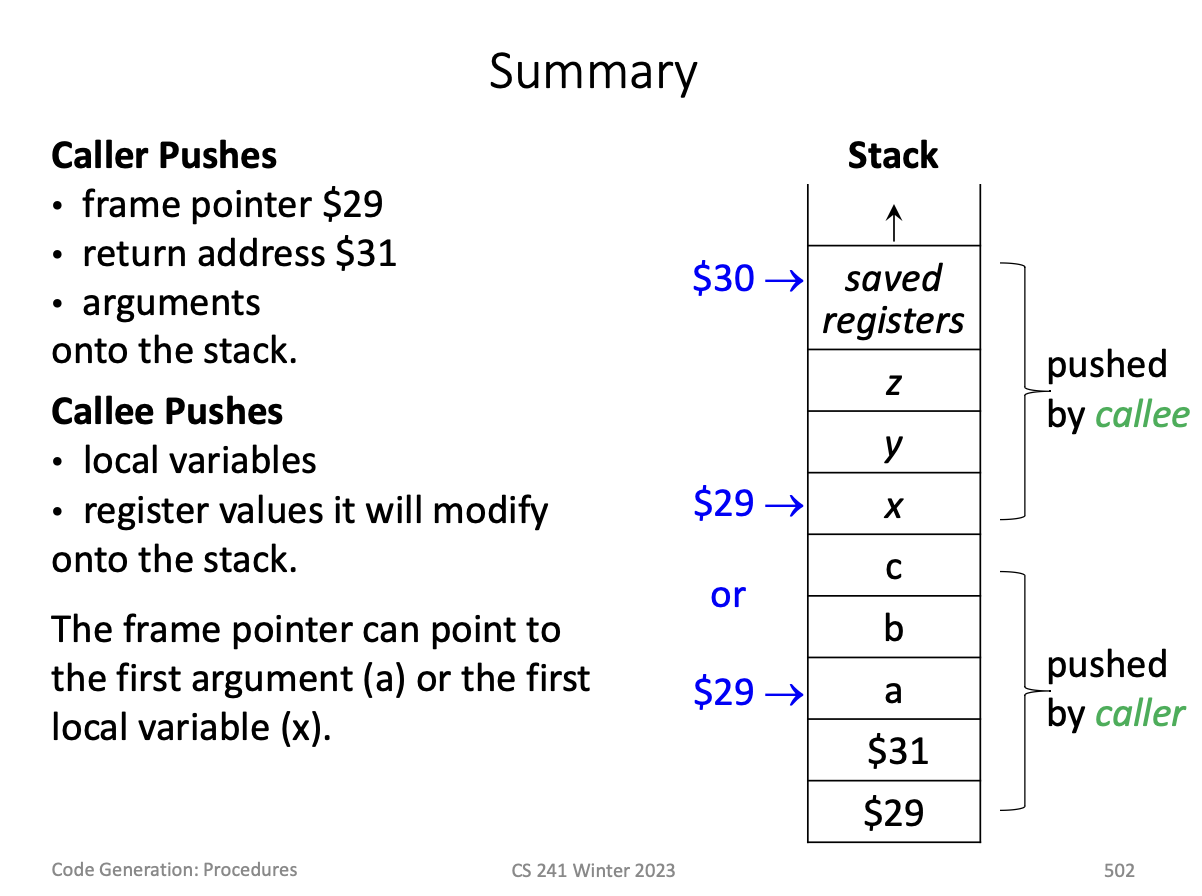 Summary
Caller Pushes
• frame pointer $29
• return address $31
• arguments
onto the stack.
Callee Pushes
• local variables
• register values it will modify
onto the stack.
The frame pointer can point to
the first argument (a) or the first
local variable (x).
Stack
$30 →
saved
registers
z
y
$29 →
x
c
or
b
$29 →
a
$31
$29
pushed
by callee
pushed
by caller
Code Generation: Procedures
CS 241 Winter 2023
502